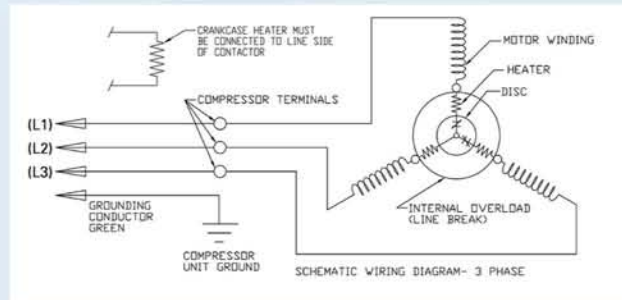 CRANKCASE HEATER MUST
BE CONNECTED TO LINE SIDE
OF CONTACTOR
MOTOR WINDING
HEATER
DISC
COMPRESSOR TERMINALS
(L1)
(L2)
(L3)
GROUNDING
CONDUCTOR
GREEN
INTERNAL OVERLOAD
(LINE BREAK)
COMPRESSOR
UNIT GROUND
SCHEMATIC WIRING DIAGRAM- 3 PHASE